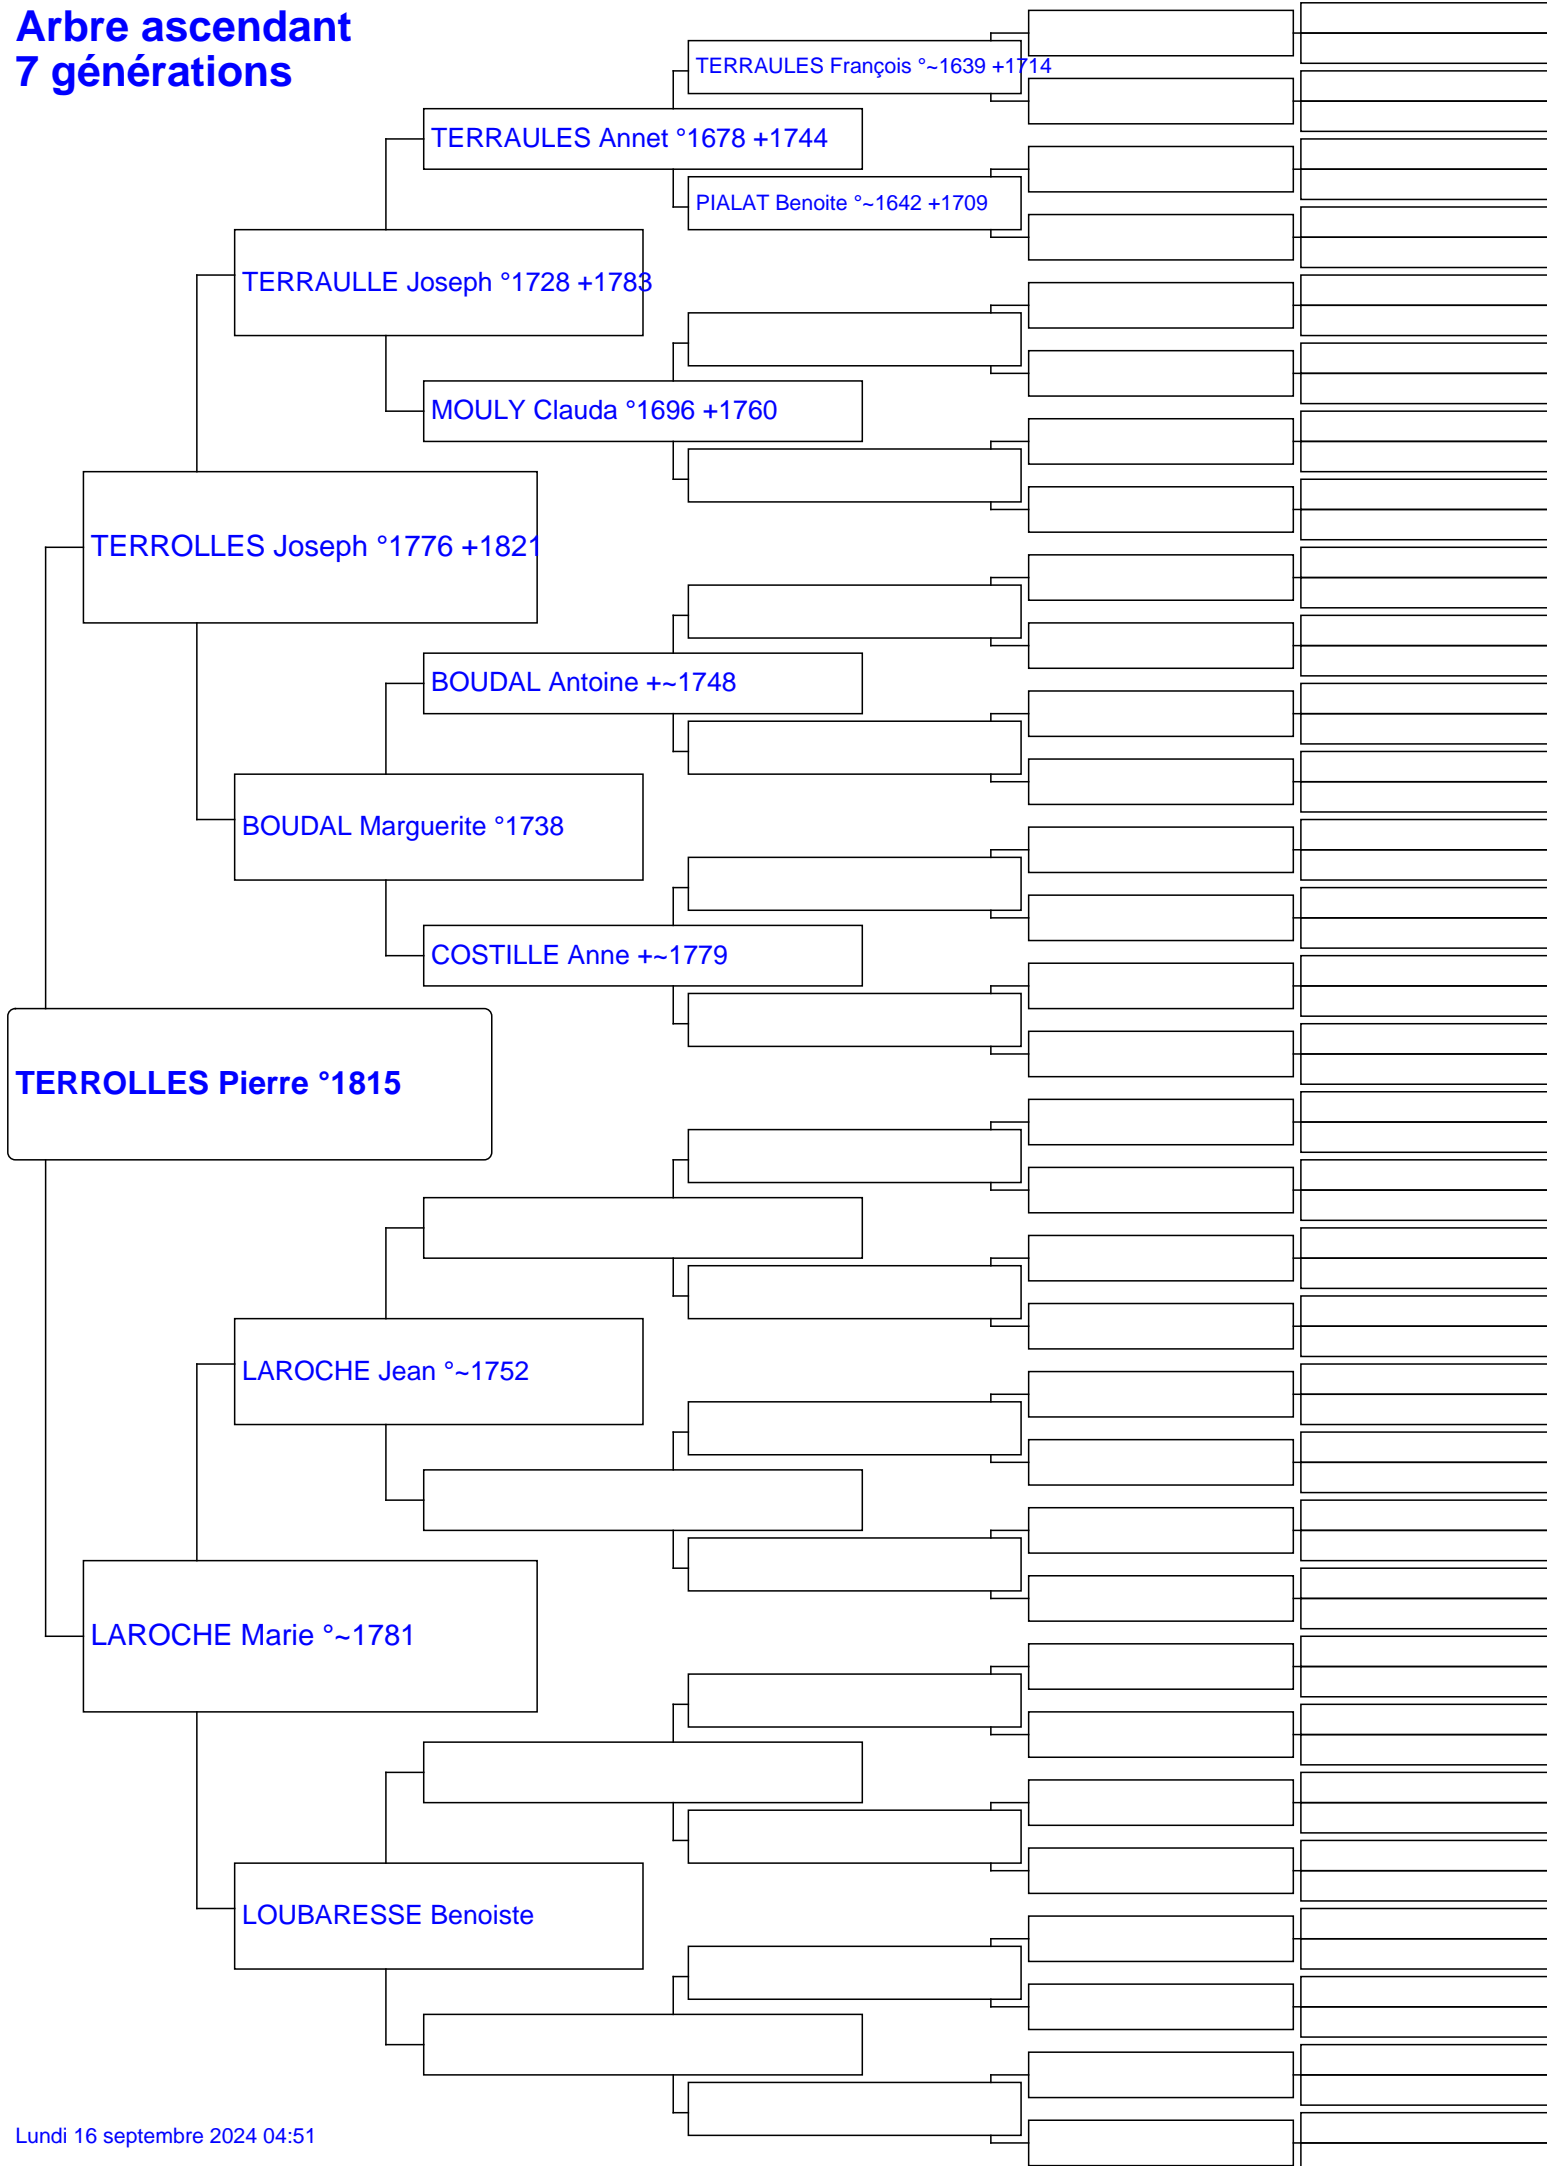 Arbre ascendant
7 générations
TERRAULES François °~1639 +1714
TERRAULES Annet °1678 +1744
PIALAT Benoite °~1642 +1709
TERRAULLE Joseph °1728 +1783
MOULY Clauda °1696 +1760
TERROLLES Joseph °1776 +1821
BOUDAL Antoine +~1748
BOUDAL Marguerite °1738
COSTILLE Anne +~1779
TERROLLES Pierre °1815
LAROCHE Jean °~1752
LAROCHE Marie °~1781
LOUBARESSE Benoiste
Lundi 16 septembre 2024 04:51